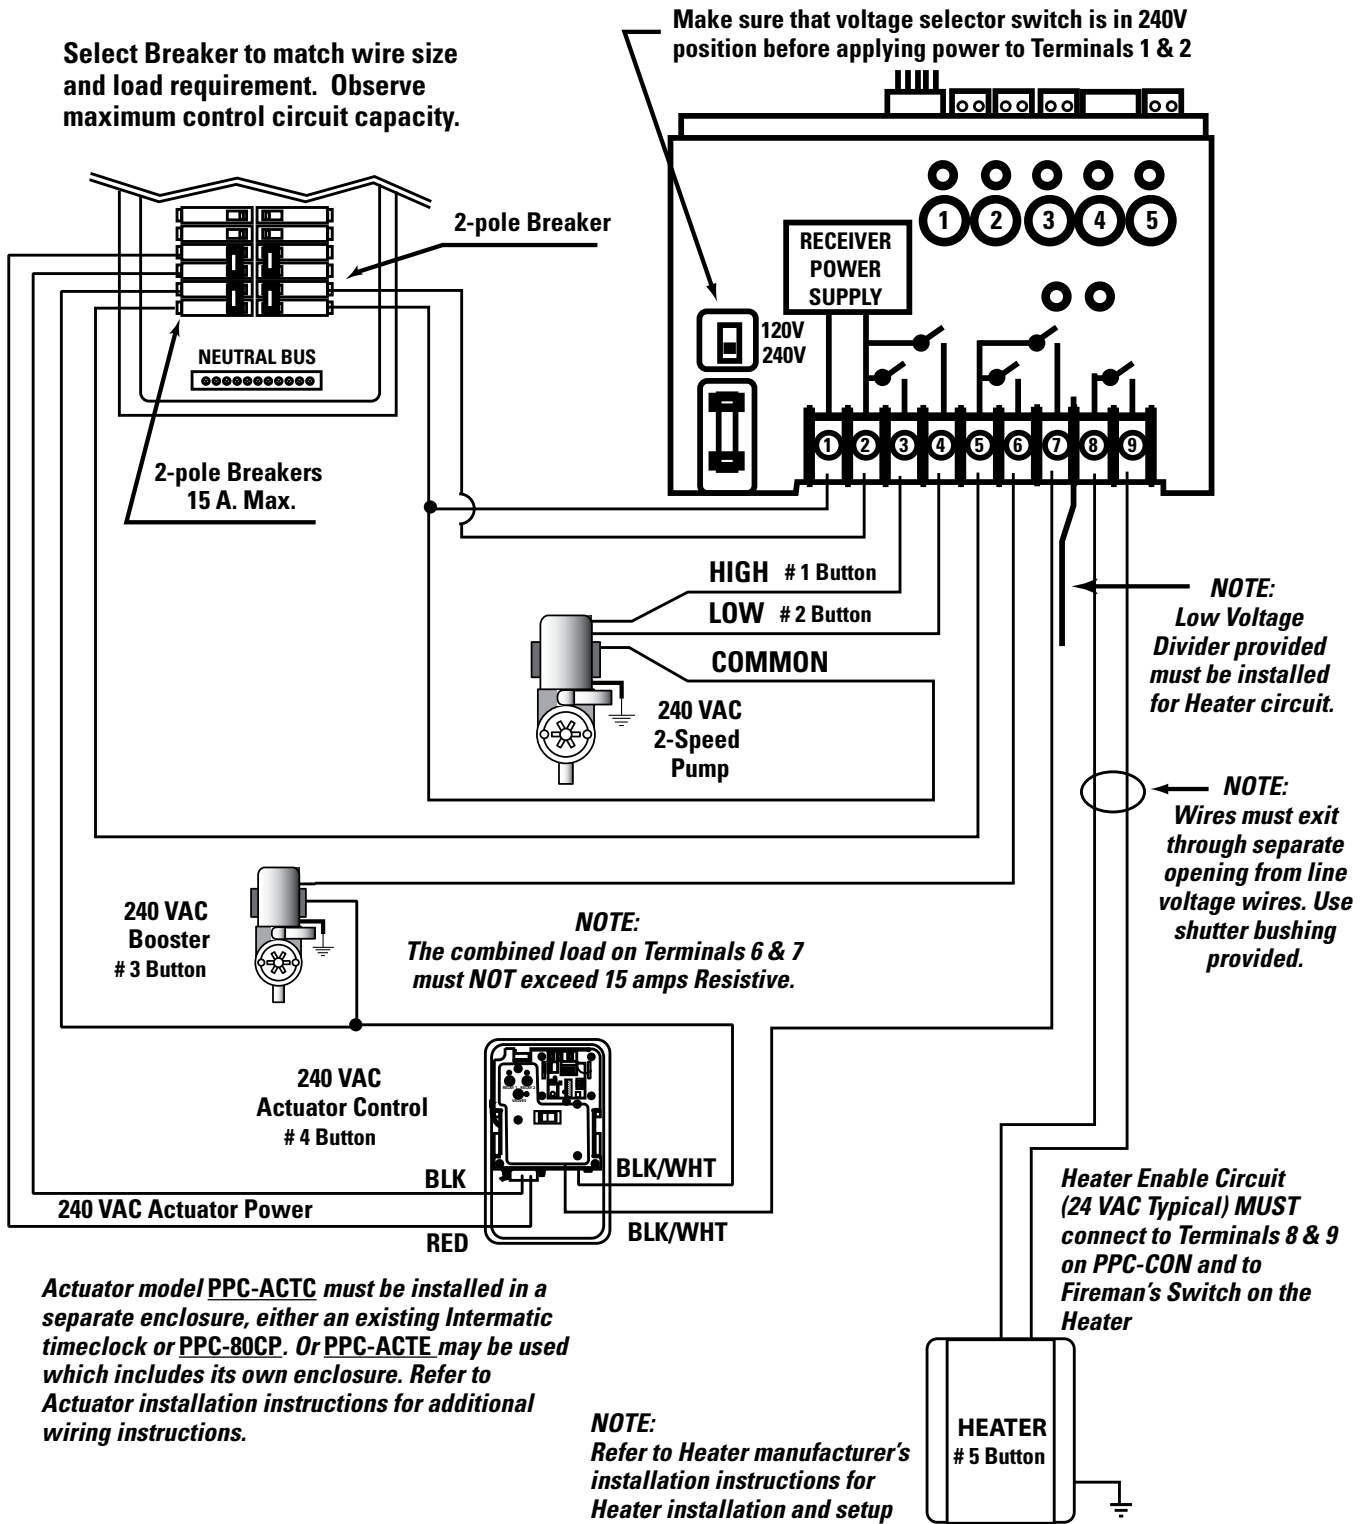 Make sure that voltage selector switch is in 240V
position before applying power to Terminals 1 & 2
Select Breaker to match wire size
and load requirement. Observe
maximum control circuit capacity.
2-pole Breaker
1 2 3 4 5
RECEIVER
POWER
SUPPLY
120V
240V
NEUTRAL BUS
1 2 3 4 5 6 7 8 9
2-pole Breakers
15 A. Max.
HIGH # 1 Button
LOW # 2 Button
COMMON
240 VAC
2-Speed
Pump
NOTE:
Low Voltage
Divider provided
must be installed
for Heater circuit.
NOTE:
Wires must exit
through separate
opening from line
voltage wires. Use
shutter bushing
provided.
240 VAC
Booster
# 3 Button
NOTE:
The combined load on Terminals 6 & 7
must NOT exceed 15 amps Resistive.
240 VAC
Actuator Control
# 4 Button
BLK
BLK/WHT
240 VAC Actuator Power
RED
BLK/WHT
Heater Enable Circuit
(24 VAC Typical) MUST
connect to Terminals 8 & 9
on PPC-CON and to
Fireman's Switch on the
Heater
Actuator model PPC-ACTC must be installed in a
separate enclosure, either an existing Intermatic
timeclock or PPC-80CP. Or PPC-ACTE may be used
which includes its own enclosure. Refer to
Actuator installation instructions for additional
wiring instructions.
NOTE:
Refer to Heater manufacturer's
installation instructions for
Heater installation and setup
HEATER
# 5 Button